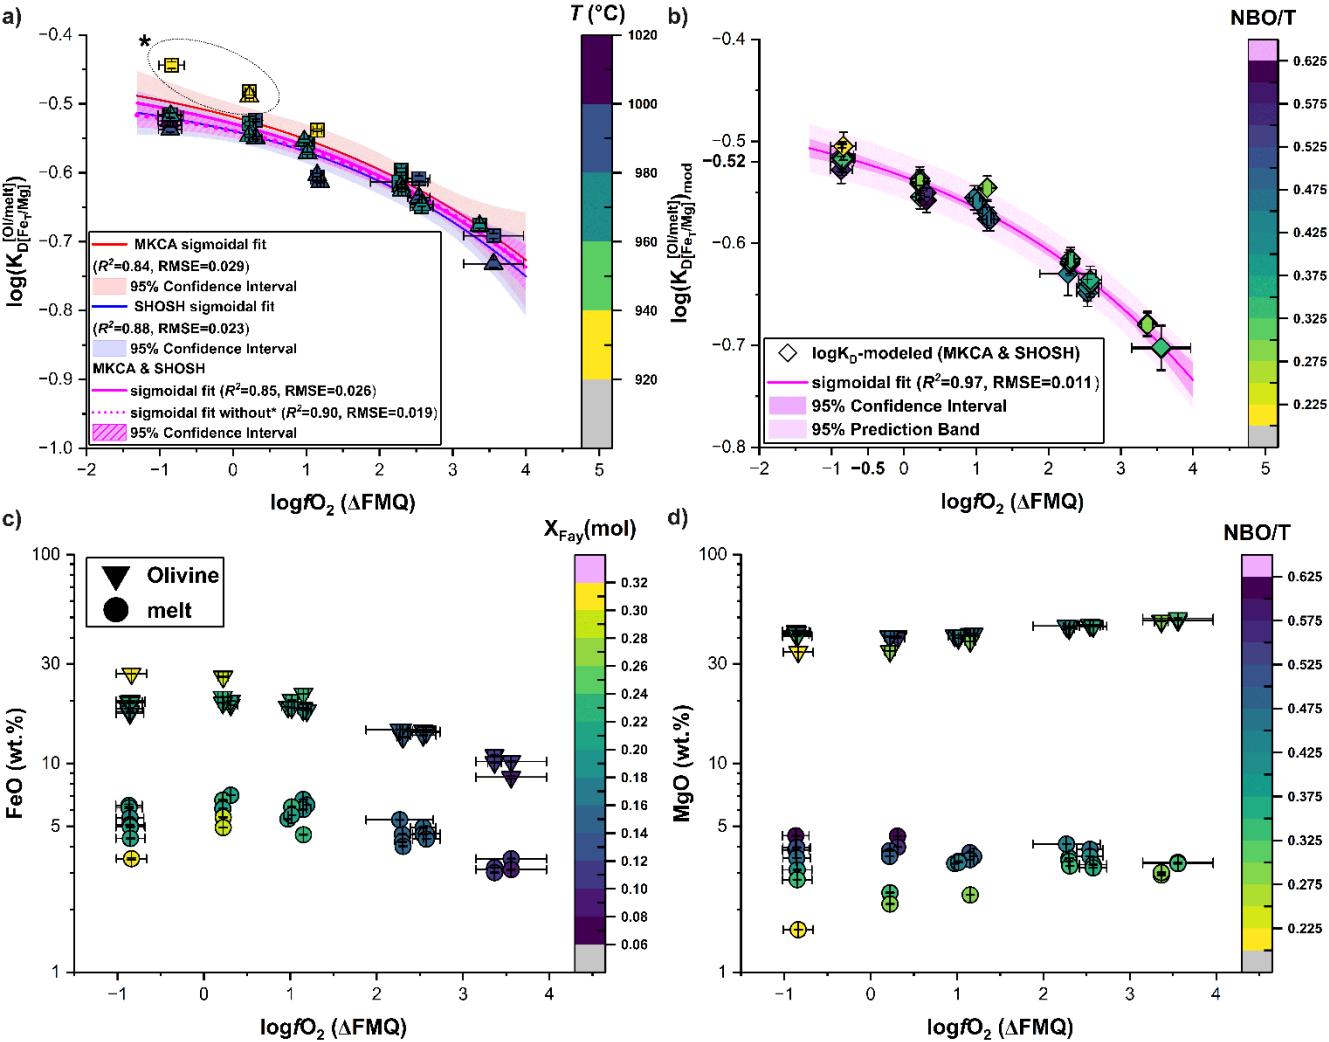 a)
T (°C)
*
−0.4
−0.5
−0.6
−0.7
−0.8
−0.9
−1.0
log(K_D[Fe_T/Mg]^[Ol/melt])
MKCA sigmoidal fit
(R²=0.84, RMSE=0.029)
95% Confidence Interval
SHOSH sigmoidal fit
(R²=0.88, RMSE=0.023)
95% Confidence Interval
MKCA & SHOSH
sigmoidal fit (R²=0.85, RMSE=0.026)
sigmoidal fit without* (R²=0.90, RMSE=0.019)
95% Confidence Interval
−2 −1 0 1 2 3 4 5
logfO₂ (ΔFMQ)
1020
1000
980
960
940
920
b)
NBO/T
−0.4
−0.5
−0.52
−0.6
−0.7
−0.8
log(K_D[Fe_T/Mg]^[Ol/melt])_mod
logK_D-modeled (MKCA & SHOSH)
sigmoidal fit (R²=0.97, RMSE=0.011)
95% Confidence Interval
95% Prediction Band
−2 −1 −0.5 0 1 2 3 4 5
logfO₂ (ΔFMQ)
0.625
0.575
0.525
0.475
0.425
0.375
0.325
0.275
0.225
c)
X_Fay(mol)
100
30
10
5
1
FeO (wt.%)
Olivine
melt
−1 0 1 2 3 4
logfO₂ (ΔFMQ)
0.32
0.30
0.28
0.26
0.24
0.22
0.20
0.18
0.16
0.14
0.12
0.10
0.08
0.06
d)
NBO/T
100
30
10
5
1
MgO (wt.%)
−1 0 1 2 3 4
logfO₂ (ΔFMQ)
0.625
0.575
0.525
0.475
0.425
0.375
0.325
0.275
0.225